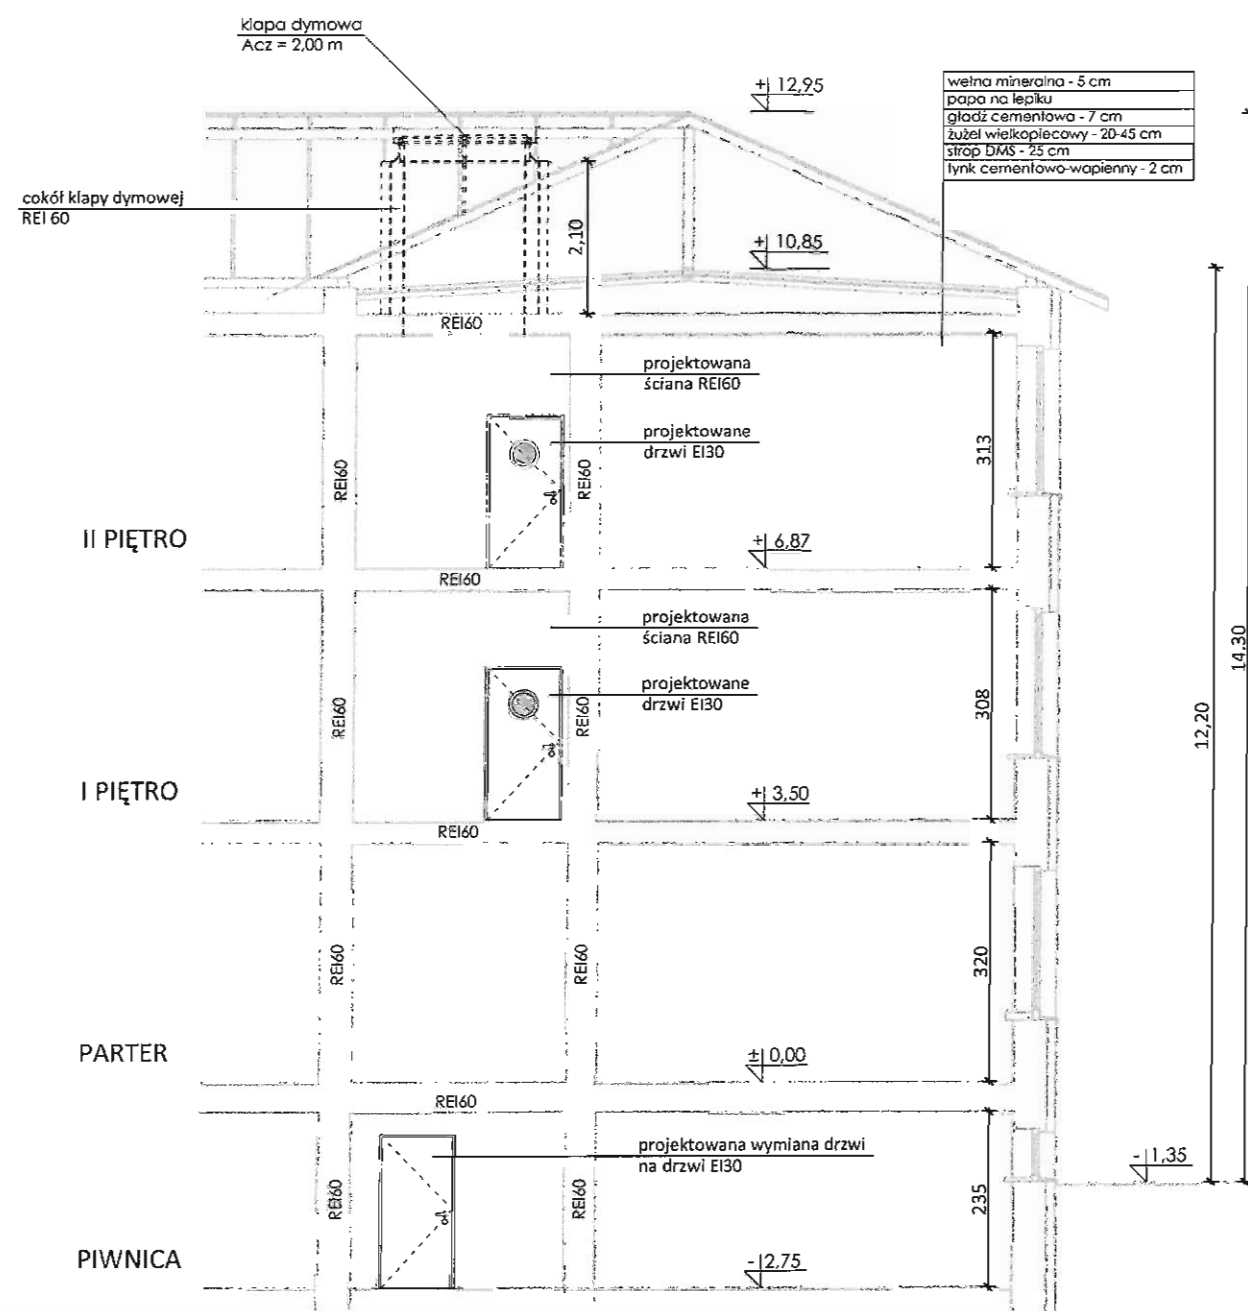 klapa dymowa
Acz = 2,00 m
+ 12,95
wełna mineralna - 5 cm
papa na lepiku
gładź cementowa - 7 cm
żużel wielkopiecowy - 20-45 cm
strop DMS - 25 cm
tynk cementowo-wapienny - 2 cm
cokół klapy dymowej
REI 60
2,10
+ 10,85
REI60
projektowana
ściana REI60
projektowane
drzwi EI30
313
REI60
REI60
II PIĘTRO
+ 6,87
REI60
projektowana
ściana REI60
projektowane
drzwi EI30
308
14,30
12,20
REI60
REI60
I PIĘTRO
+ 3,50
REI60
320
REI60
REI60
PARTER
± 0,00
REI60
projektowana wymiana drzwi
na drzwi EI30
- 1,35
235
REI60
REI60
PIWNICA
- 2,75